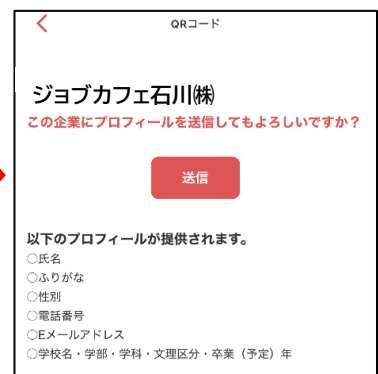 QRコード
ジョブカフェ石川㈱
この企業にプロフィールを送信してもよろしいですか？
送信
以下のプロフィールが提供されます。
○氏名
○ふりがな
○性別
○電話番号
○Eメールアドレス
○学校名・学部・学科・文理区分・卒業（予定）年